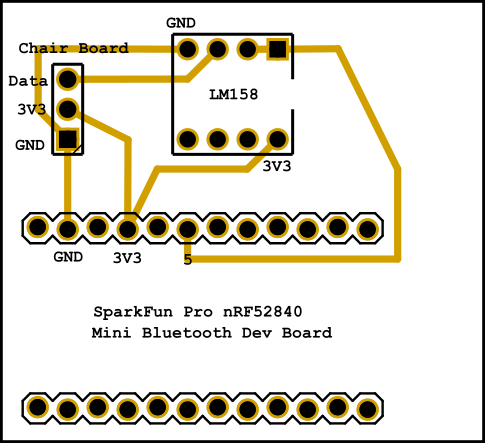 GND
Chair Board
Data
LM158
3V3
GND
3V3
GND
3V3
5
SparkFun Pro nRF52840
Mini Bluetooth Dev Board